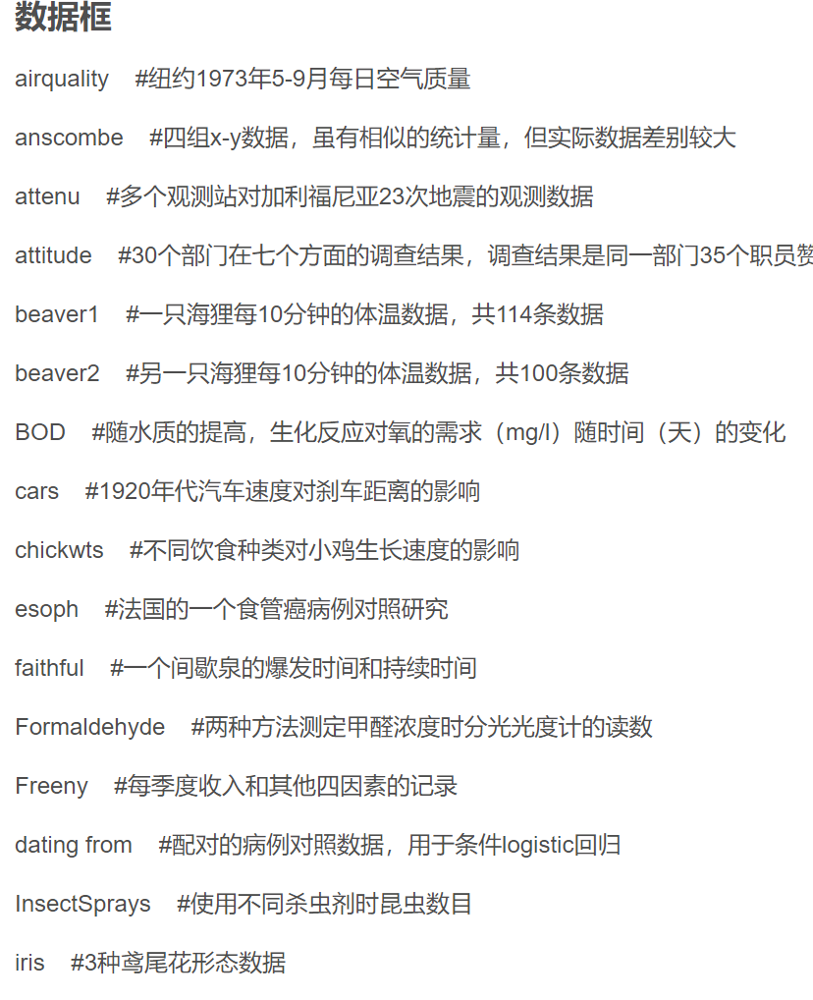 数据框
airquality #纽约1973年5-9月每日空气质量
anscombe #四组x-y数据，虽有相似的统计量，但实际数据差别较大
attenu #多个观测站对加利福尼亚23次地震的观测数据
attitude #30个部门在七个方面的调查结果，调查结果是同一部门35个职员赞
beaver1 #一只海狸每10分钟的体温数据，共114条数据
beaver2 #另一只海狸每10分钟的体温数据，共100条数据
BOD #随水质的提高，生化反应对氧的需求（mg/l）随时间（天）的变化
cars #1920年代汽车速度对刹车距离的影响
chickwts #不同饮食种类对小鸡生长速度的影响
esoph #法国的一个食管癌病例对照研究
faithful #一个间歇泉的爆发时间和持续时间
Formaldehyde #两种方法测定甲醛浓度时分光光度计的读数
Freeny #每季度收入和其他四因素的记录
dating from #配对的病例对照数据，用于条件logistic回归
InsectSprays #使用不同杀虫剂时昆虫数目
iris #3种鸢尾花形态数据